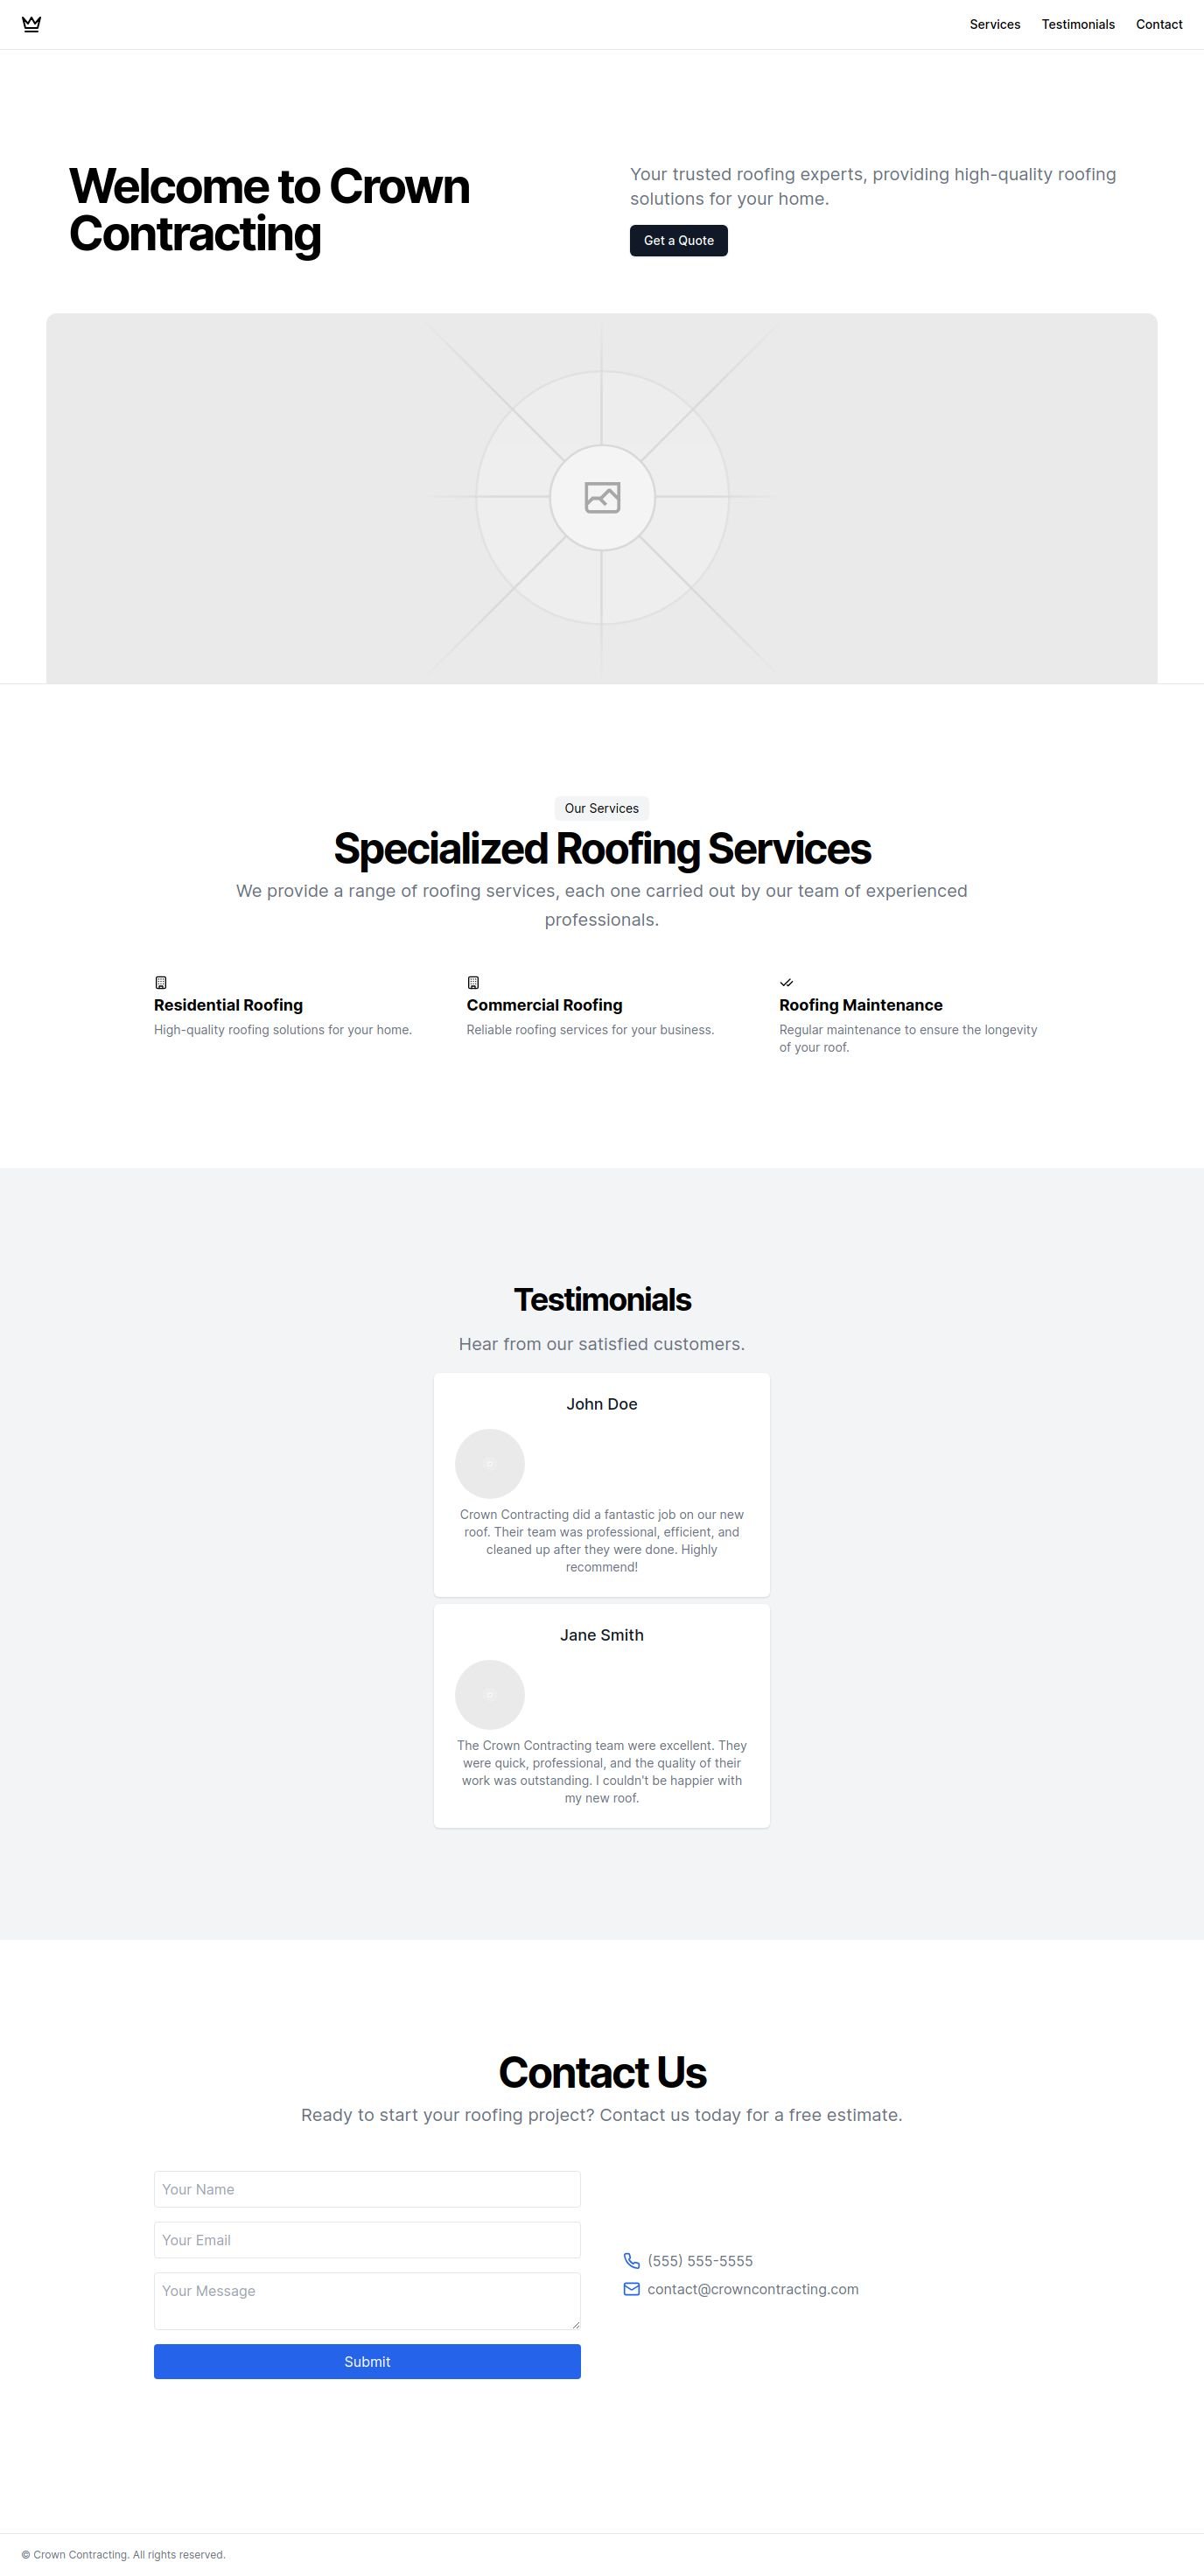 Services Testimonials Contact
Welcome to Crown
Contracting
Your trusted roofing experts, providing high-quality roofing
solutions for your home.
Get a Quote
Our Services
Specialized Roofing Services
We provide a range of roofing services, each one carried out by our team of experienced
professionals.
Residential Roofing
High-quality roofing solutions for your home.
Commercial Roofing
Reliable roofing services for your business.
Roofing Maintenance
Regular maintenance to ensure the longevity
of your roof.
Testimonials
Hear from our satisfied customers.
John Doe
Crown Contracting did a fantastic job on our new
roof. Their team was professional, efficient, and
cleaned up after they were done. Highly
recommend!
Jane Smith
The Crown Contracting team were excellent. They
were quick, professional, and the quality of their
work was outstanding. I couldn't be happier with
my new roof.
Contact Us
Ready to start your roofing project? Contact us today for a free estimate.
Your Name
Your Email
Your Message
Submit
(555) 555-5555
contact@crowncontracting.com
© Crown Contracting. All rights reserved.